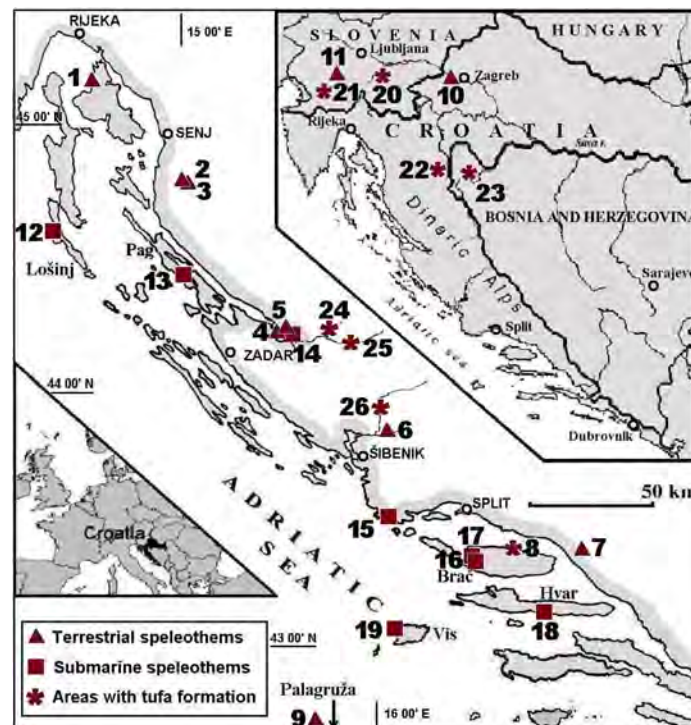 RIJEKA
15 00' E
1
45 00' N
SENJ
2
3
12
Lošinj
Pag
13
5
24
4
14
25
ZADAR
44 00' N
26
6
ŠIBENIK
ADRIATIC
SEA
SPLIT
50 km
15
17
8
7
16
Brač
Hvar
18
19
Vis
43 00' N
Palagruža
9
16 00' E
SLOVENIA
HUNGARY
11
Ljubljana
21
20
10
Zagreb
Rijeka
CROATIA
Sava r.
22
23
BOSNIA AND HERZEGOVINA
Dinaric Alps
Sarajevo
Adriatic sea
Split
Dubrovnik
Croatia
Terrestrial speleothems
Submarine speleothems
Areas with tufa formation